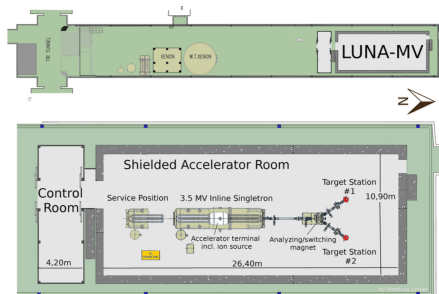 TIR TUNNEL
XENON
W.T.XENON
LUNA-MV
N
Shielded Accelerator Room
Control
Room
Service Position
3.5 MV Inline Singletron
Target Station
#1
10,90m
Accelerator terminal
incl. ion source
Analyzing/switching
magnet
Target Station
#2
4,20m
26,40m